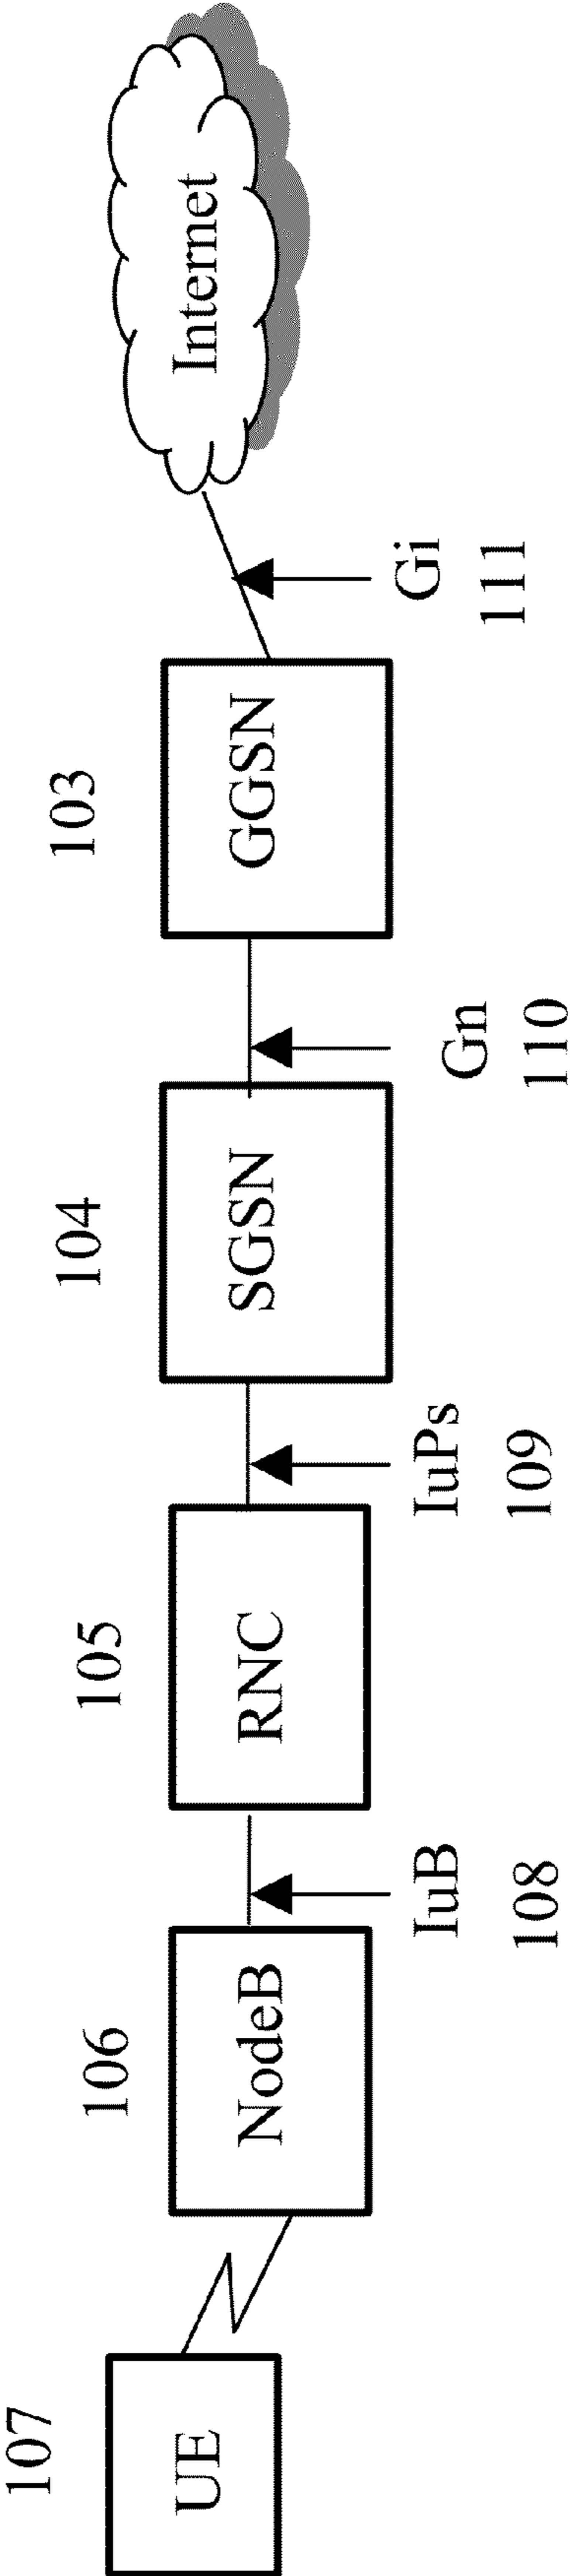 107
UE
106
NodeB
IuB
108
105
RNC
IuPs
109
104
SGSN
Gn
110
103
GGSN
Gi
111
Internet